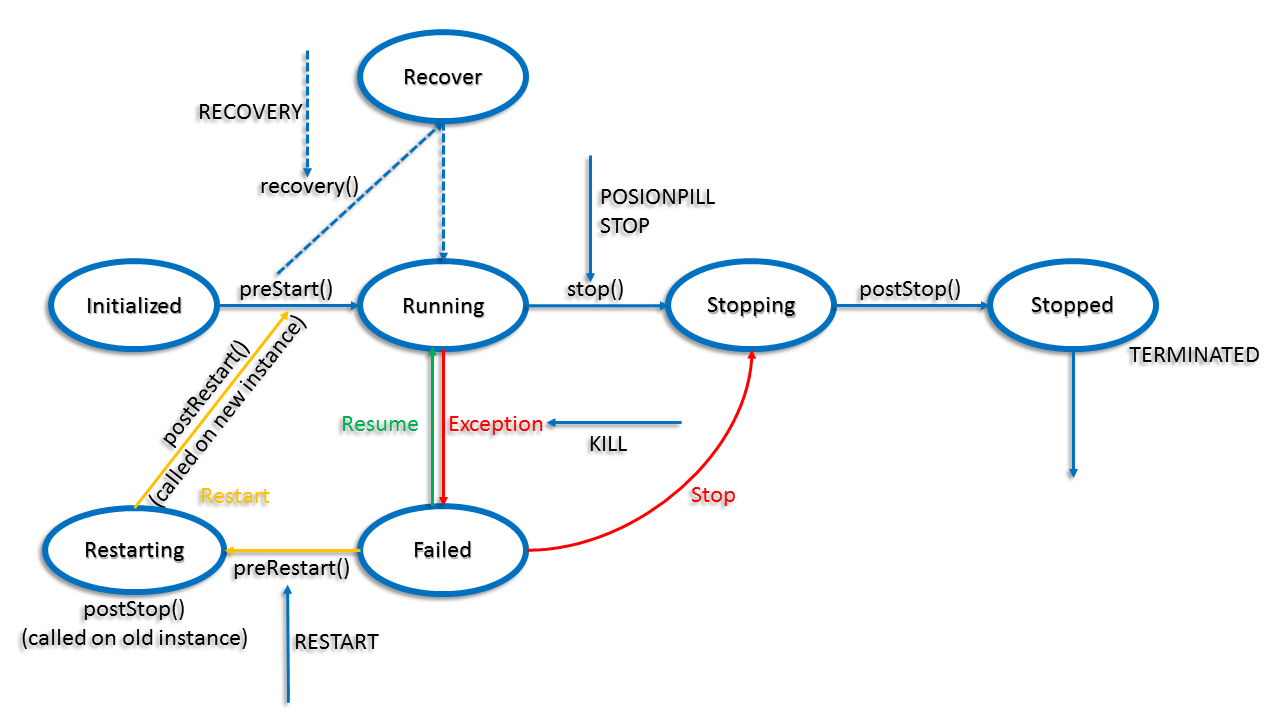 Recover
RECOVERY
recovery()
POSIONPILL
STOP
preStart()
stop()
postStop()
Initialized
Running
Stopping
Stopped
TERMINATED
postRestart()
(called on new instance)
Resume
Exception
KILL
Restart
Stop
Restarting
Failed
preRestart()
postStop()
(called on old instance)
RESTART